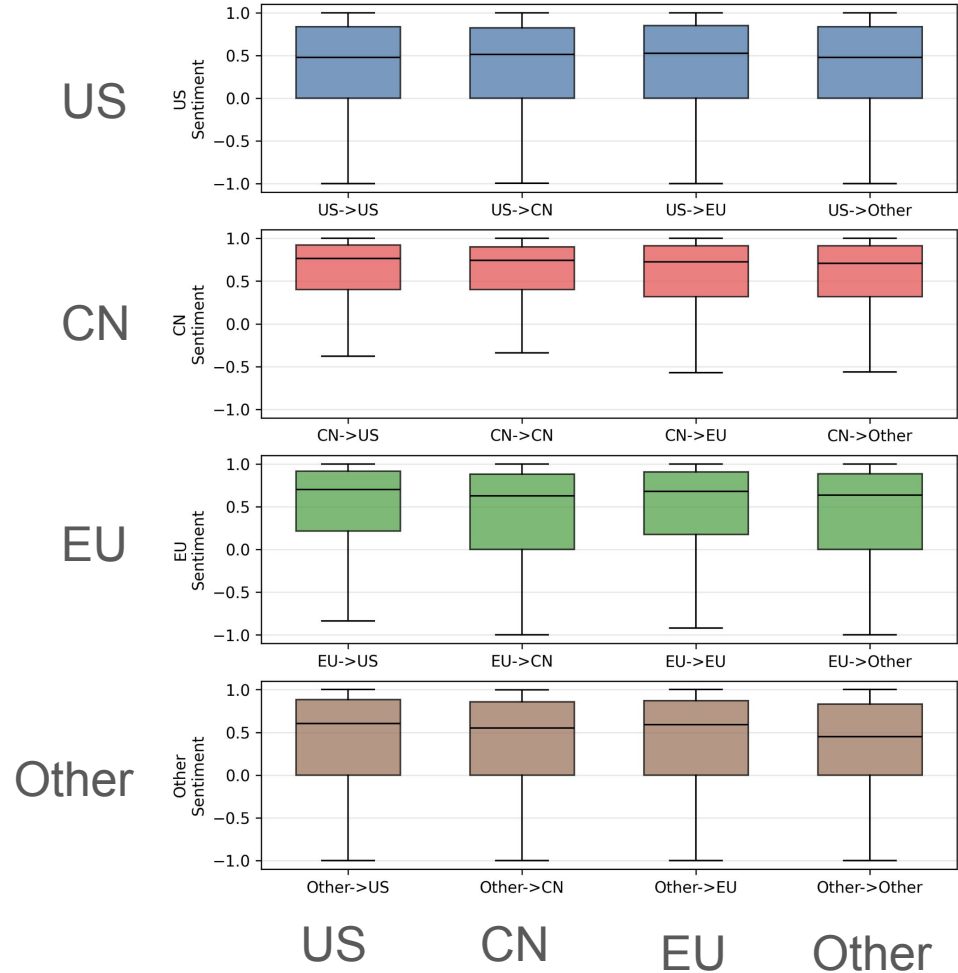 1.0
0.5
US
US
Sentiment
0.0
−0.5
−1.0
US->US US->CN US->EU US->Other
1.0
0.5
CN
CN
Sentiment
0.0
−0.5
−1.0
CN->US CN->CN CN->EU CN->Other
1.0
0.5
EU
EU
Sentiment
0.0
−0.5
−1.0
EU->US EU->CN EU->EU EU->Other
1.0
0.5
Other
Other
Sentiment
0.0
−0.5
−1.0
Other->US Other->CN Other->EU Other->Other
US CN EU Other